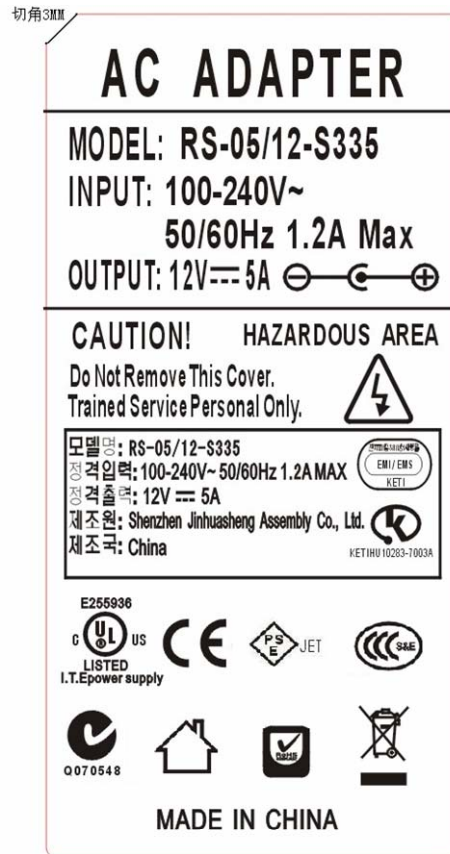 切角3MM
AC ADAPTER
MODEL: RS-05/12-S335
INPUT: 100-240V~
50/60Hz 1.2A Max
OUTPUT: 12V 5A
CAUTION! HAZARDOUS AREA
Do Not Remove This Cover.
Trained Service Personal Only.
모델명: RS-05/12-S335
정격입력: 100-240V~ 50/60Hz 1.2A MAX
정격출력: 12V 5A
제조원: Shenzhen Jinhuasheng Assembly Co., Ltd.
제조국: China
EMI/EMS
KETI
KETIHU10283-7003A
E255936
C UL US
LISTED
I.T.Epower supply
CE
PS
E
JET
CCC S&E
Q070548
RoHS
MADE IN CHINA